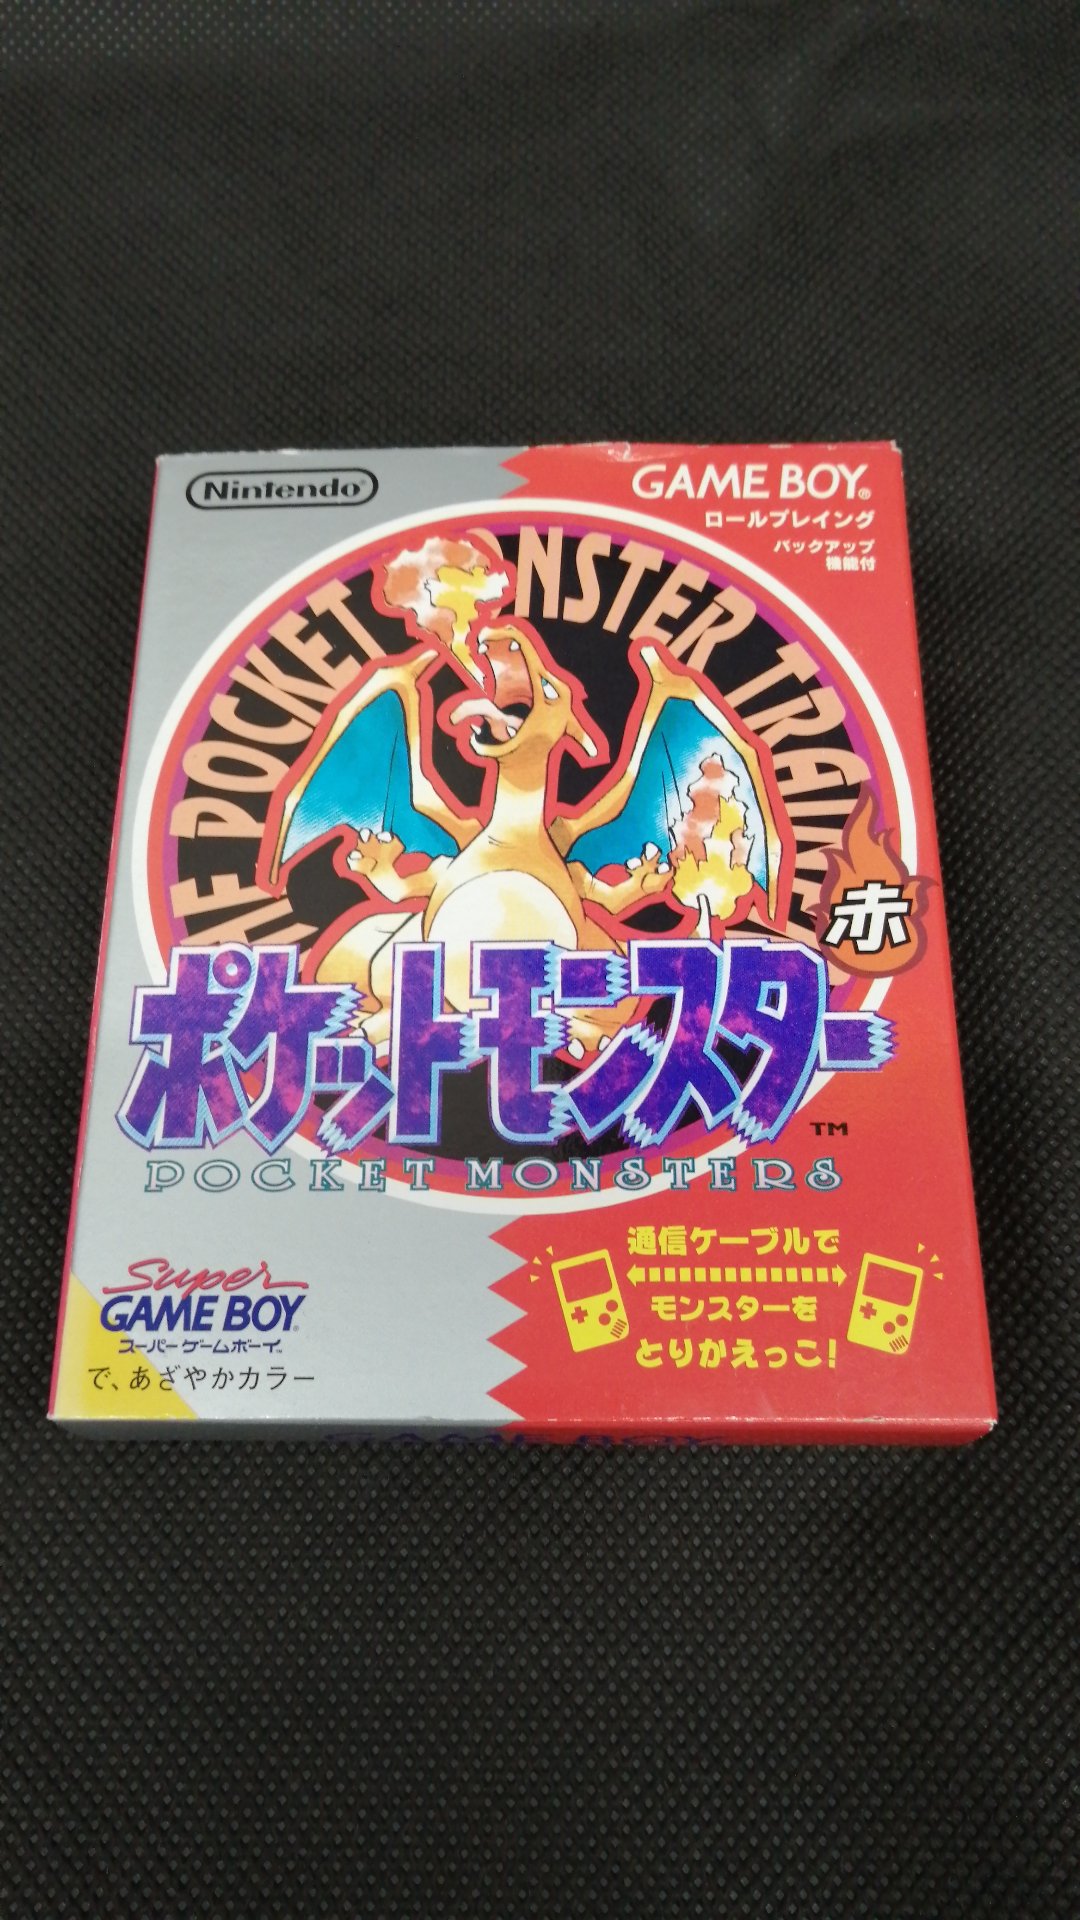 Nintendo®
GAME BOY®
ロールプレイング
バックアップ
機能付
POCKET MONSTER
赤
ポケットモンスター
TM
POCKET MONSTERS
通信ケーブルで
モンスターを
とりかえっこ!
Super
GAME BOY
スーパーゲームボーイ
で、あざやかカラー
GAME BOY